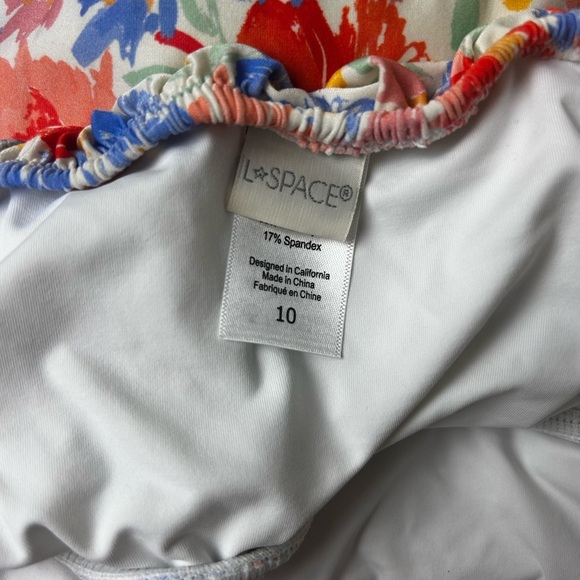 L☆SPACE®
17% Spandex
Designed in California
Made in China
Fabriqué en Chine
10